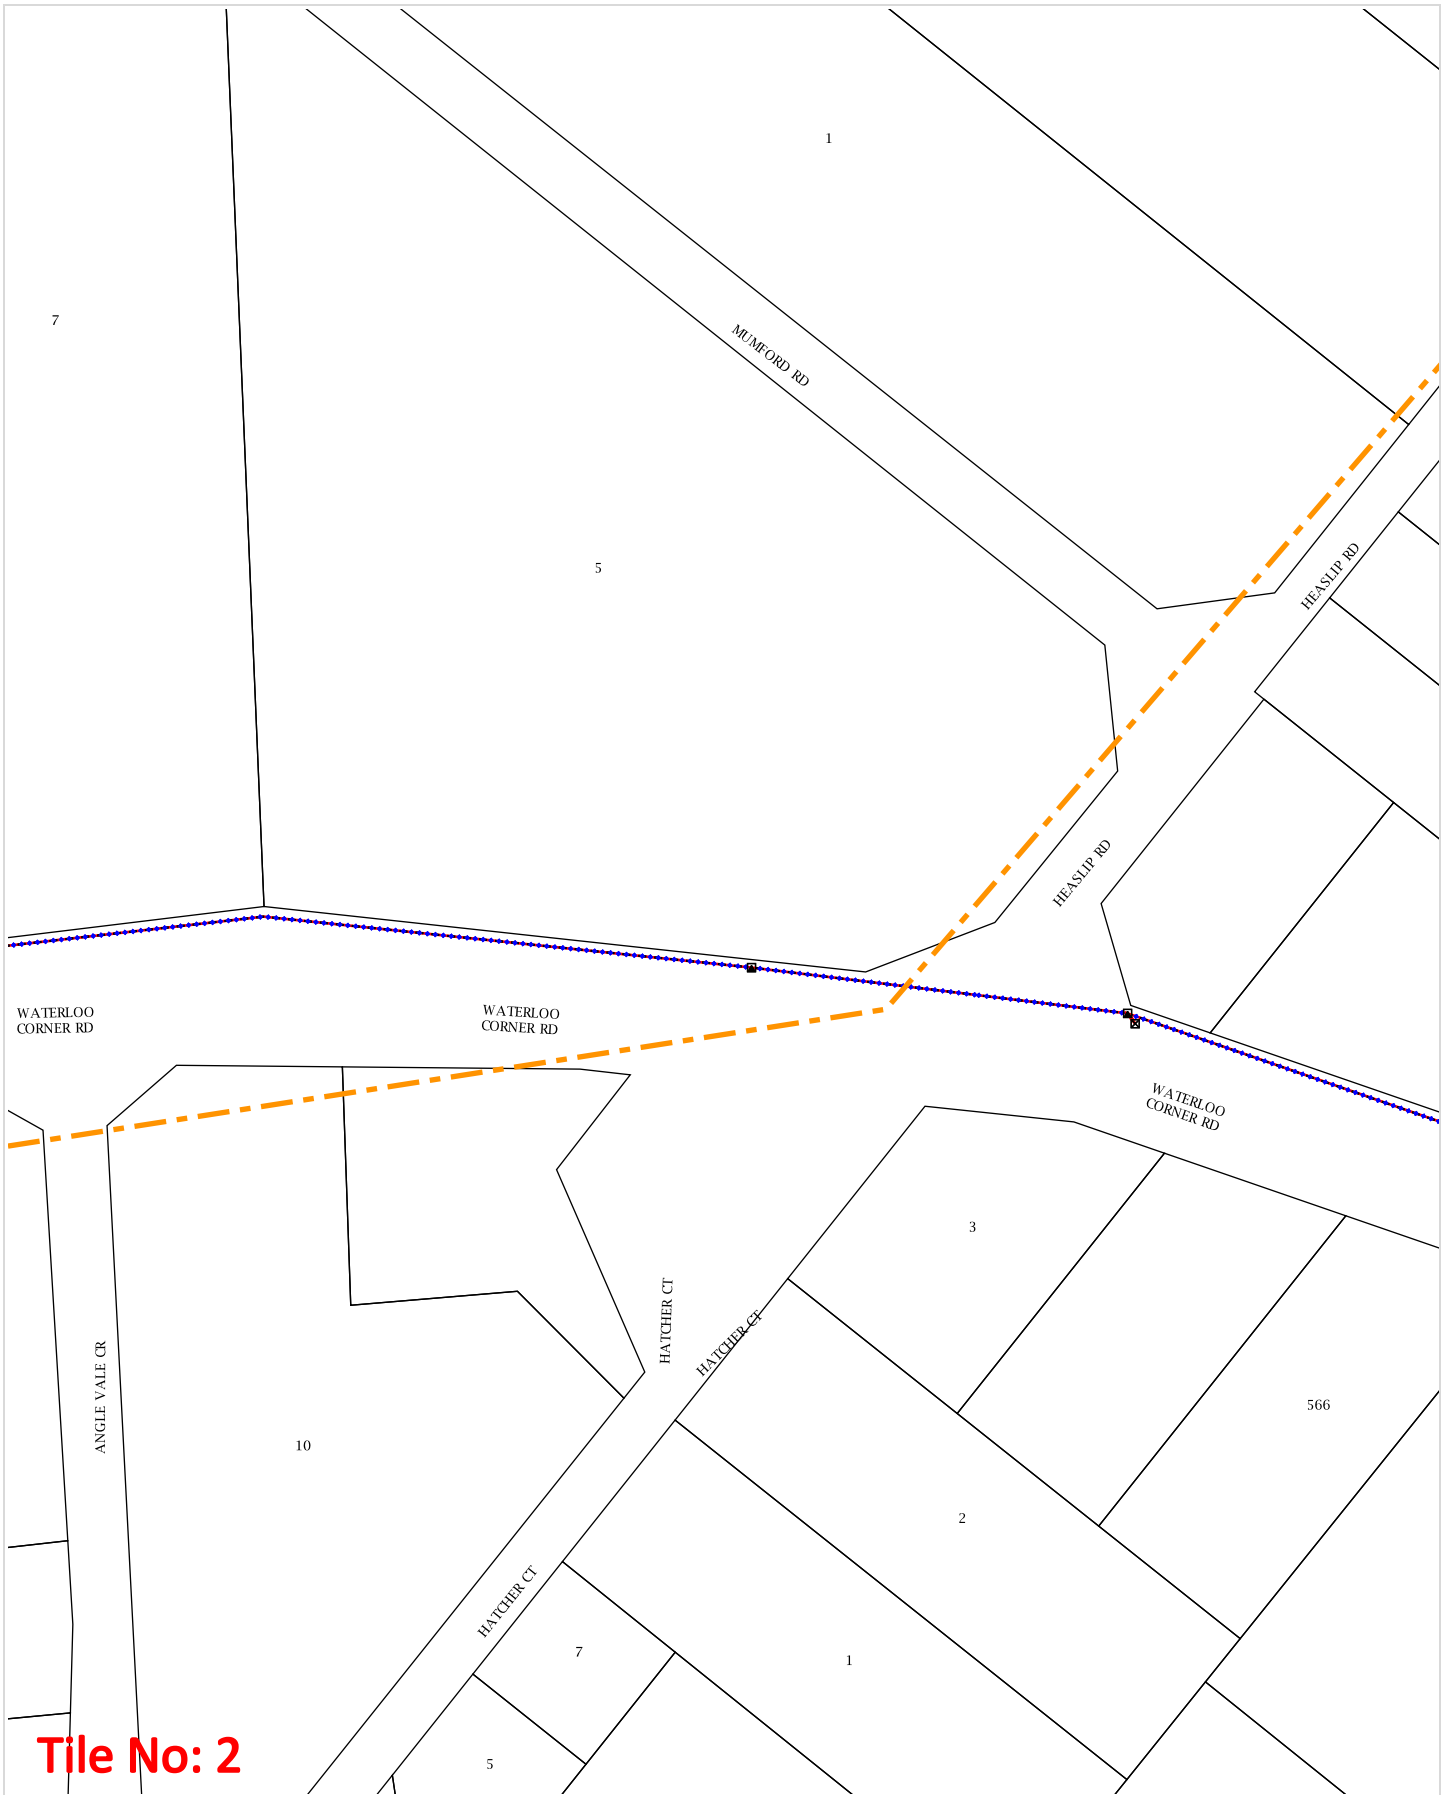 1
7
MUMFORD RD
5
HEASLIP RD
HEASLIP RD
WATERLOO
CORNER RD
WATERLOO
CORNER RD
WATERLOO
CORNER RD
3
HATCHER CT
HATCHER CT
ANGLE VALE CR
566
10
2
HATCHER CT
7
1
5
Tile No: 2